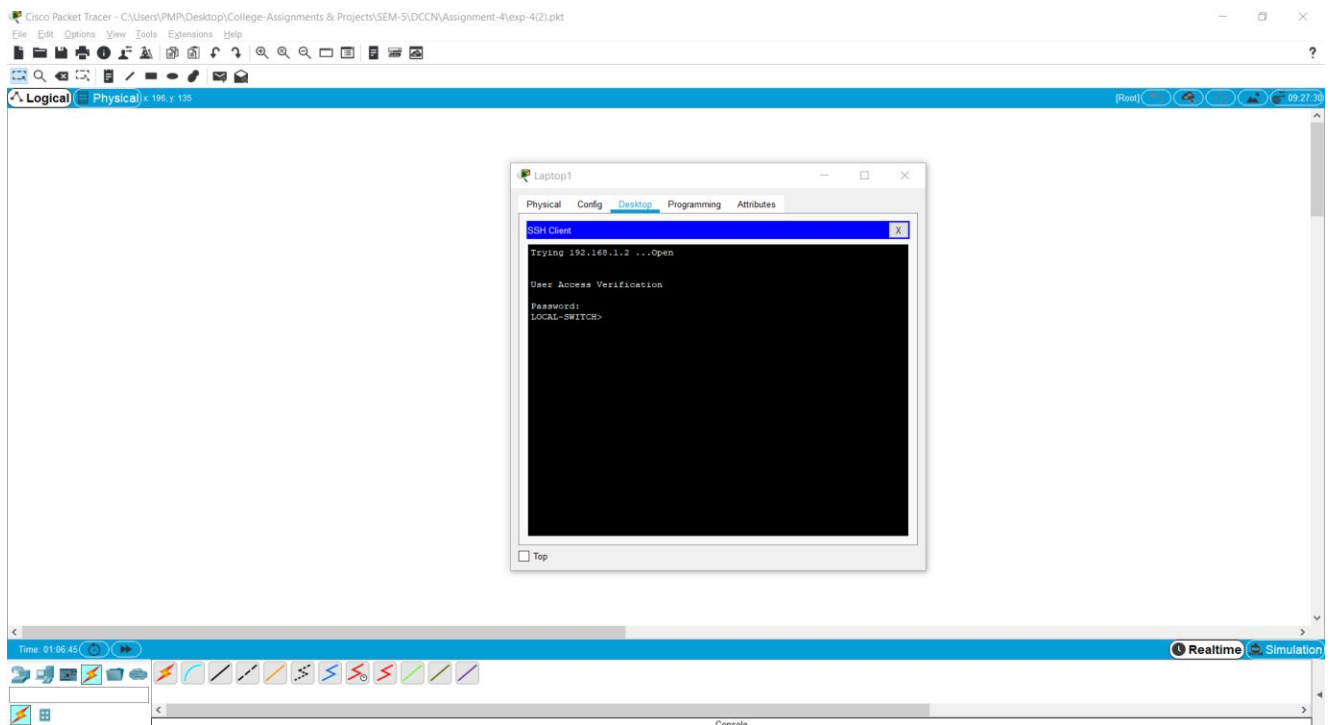 Cisco Packet Tracer - C:\Users\PMP\Desktop\College-Assignments & Projects\SEM-5\DCCN\Assignment-4\exp-4(2).pkt
File Edit Options View Tools Extensions Help
?
Logical Physical x: 196, y: 135 [Root] 09:27:30
Laptop1
Physical Config Desktop Programming Attributes
SSH Client X
Trying 192.168.1.2 ...Open
User Access Verification
Password:
LOCAL-SWITCH>
Top
Time: 01:06:45 Realtime Simulation
Console